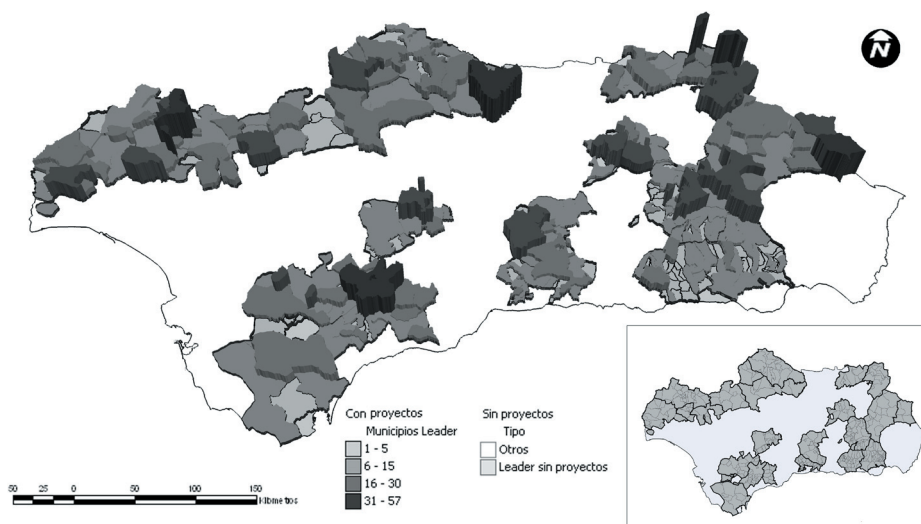 N
Con proyectos
Municipios Leader
1 - 5
6 - 15
16 - 30
31 - 57
Sin proyectos
Tipo
Otros
Leader sin proyectos
50 25 0 50 100 150
Kilometros